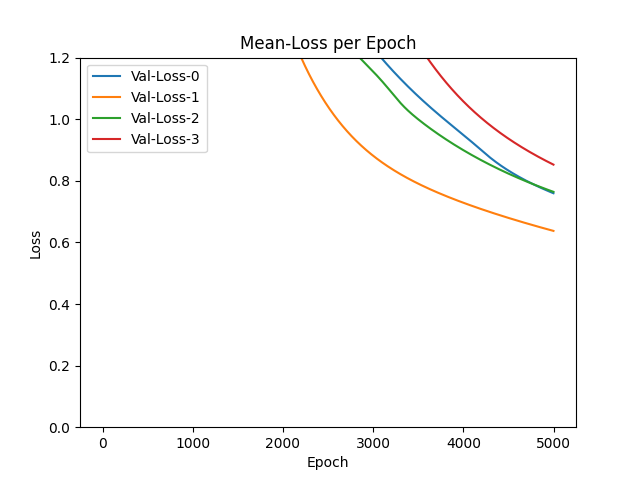 Mean-Loss per Epoch
Val-Loss-0
Val-Loss-1
Val-Loss-2
Val-Loss-3
1.2
1.0
0.8
0.6
0.4
0.2
0.0
Loss
0 1000 2000 3000 4000 5000
Epoch